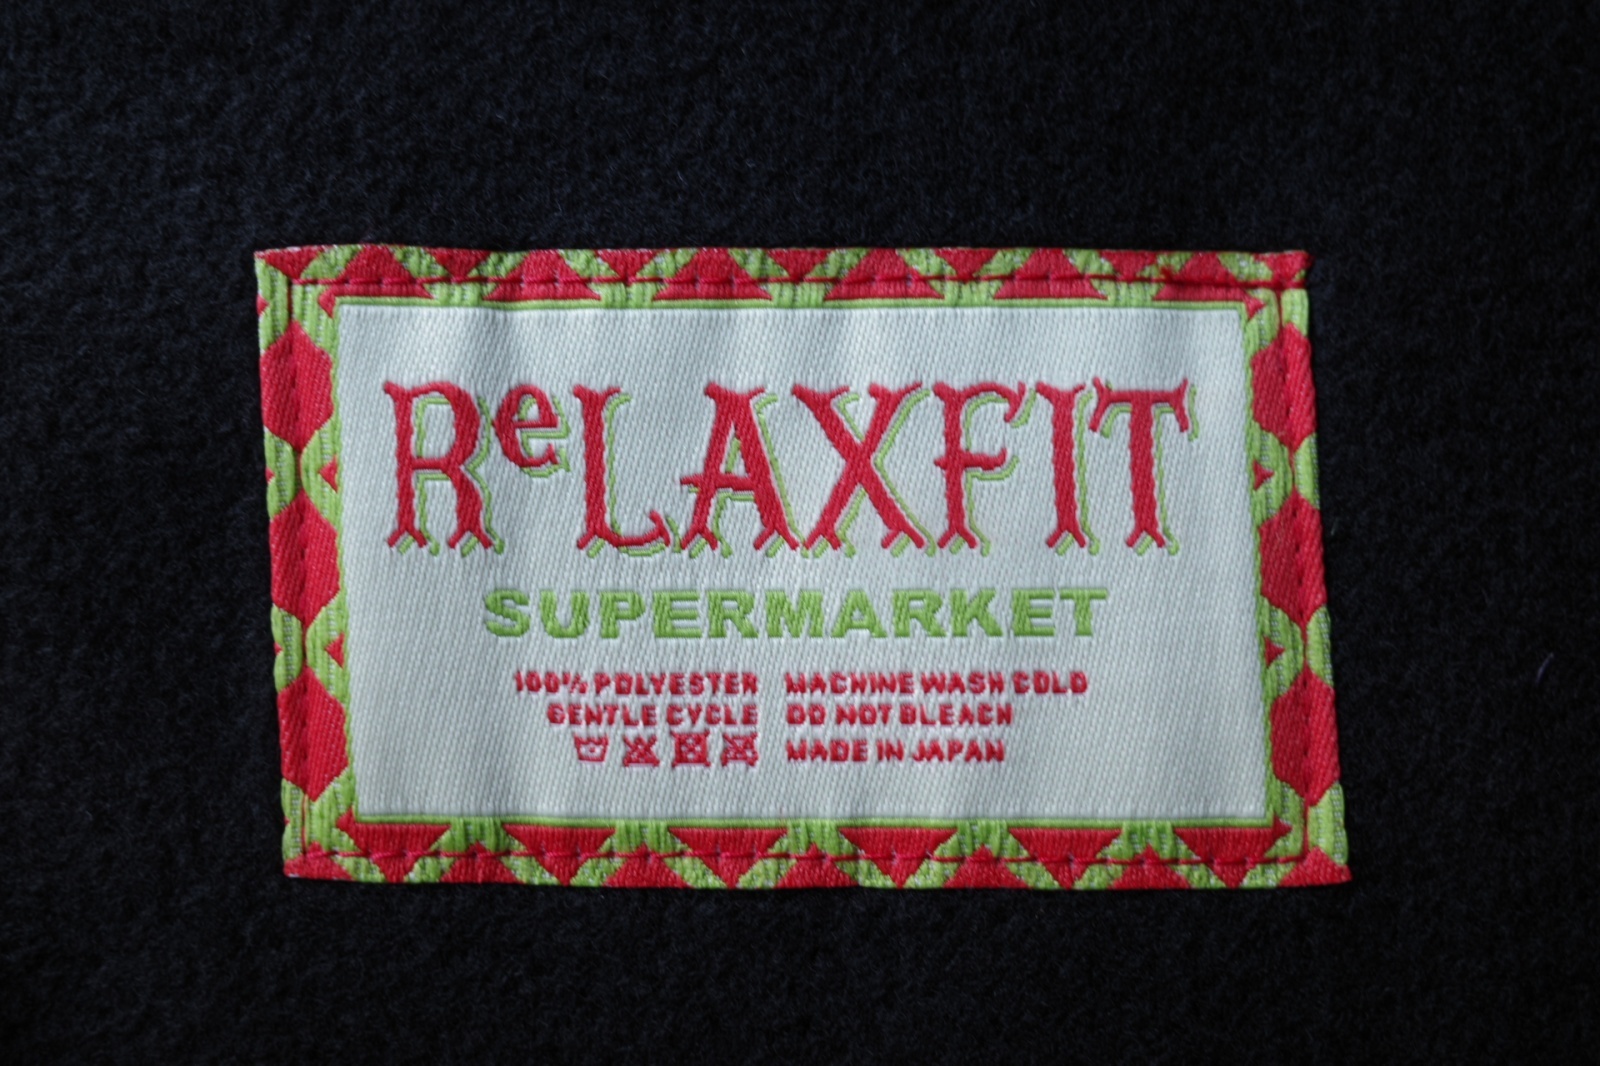 ReLAXFIT
SUPERMARKET
100% POLYESTER MACHINE WASH COLD
GENTLE CYCLE DO NOT BLEACH
MADE IN JAPAN